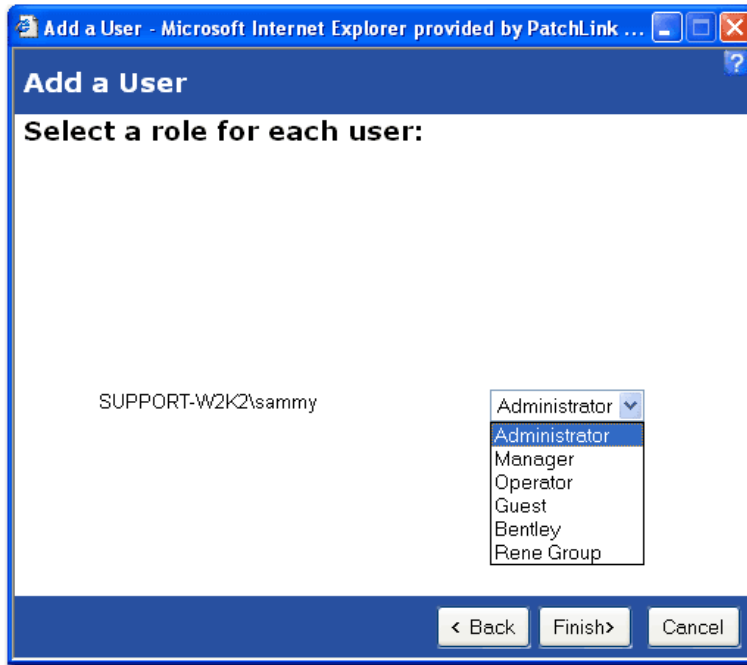 Add a User - Microsoft Internet Explorer provided by PatchLink ...
?
Add a User
Select a role for each user:
SUPPORT-W2K2\sammy
Administrator
Administrator
Manager
Operator
Guest
Bentley
Rene Group
< Back Finish> Cancel